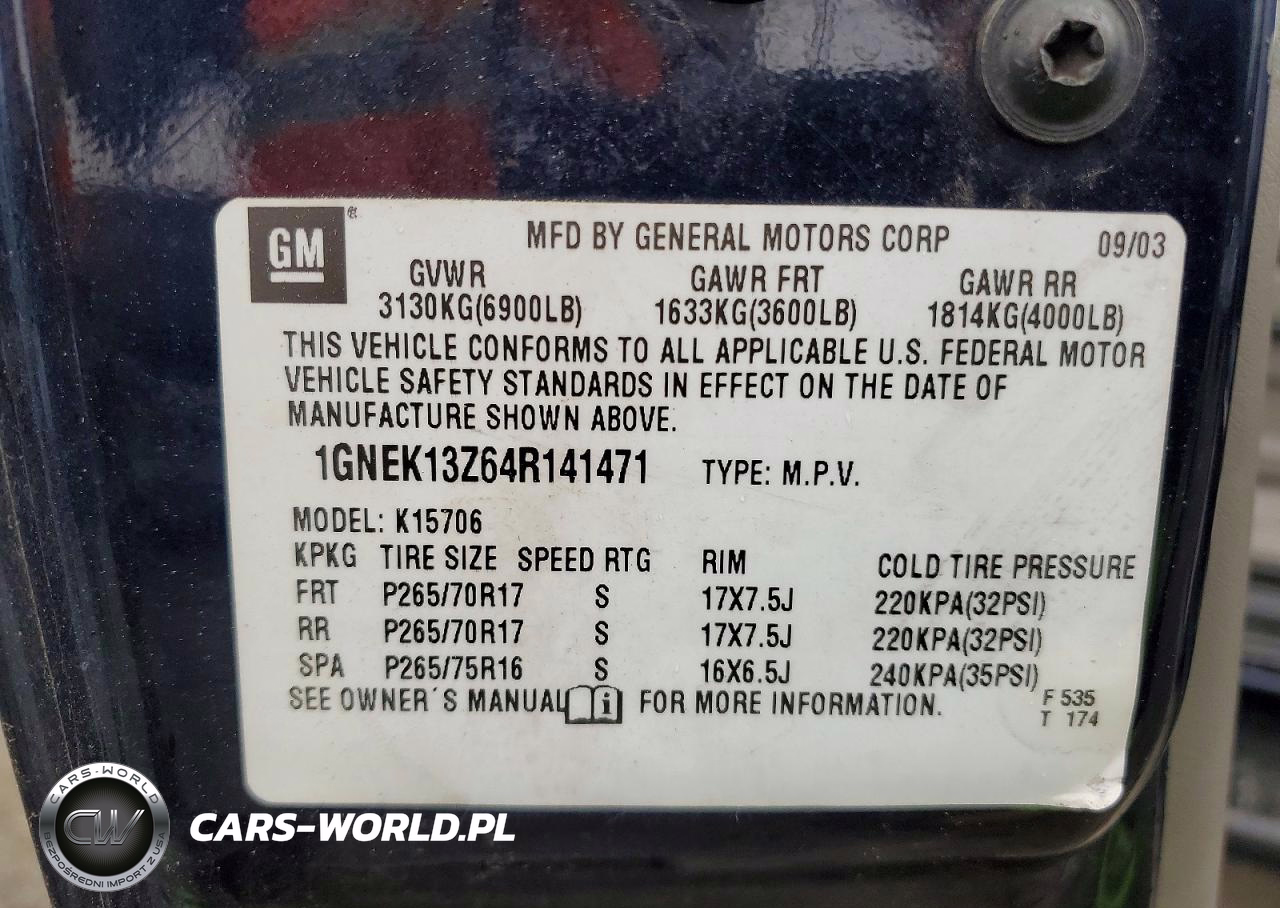 GM
MFD BY GENERAL MOTORS CORP 09/03
GVWR GAWR FRT GAWR RR
3130KG(6900LB) 1633KG(3600LB) 1814KG(4000LB)
THIS VEHICLE CONFORMS TO ALL APPLICABLE U.S. FEDERAL MOTOR
VEHICLE SAFETY STANDARDS IN EFFECT ON THE DATE OF
MANUFACTURE SHOWN ABOVE.
1GNEK13Z64R141471 TYPE: M.P.V.
MODEL: K15706
KPKG TIRE SIZE SPEED RTG RIM COLD TIRE PRESSURE
FRT P265/70R17 S 17X7.5J 220KPA(32PSI)
RR P265/70R17 S 17X7.5J 220KPA(32PSI)
SPA P265/75R16 S 16X6.5J 240KPA(35PSI)
SEE OWNER´S MANUAL i FOR MORE INFORMATION.
F 535
T 174
CARS-WORLD
CW
BEZPOŚREDNI IMPORT Z USA
CARS-WORLD.PL